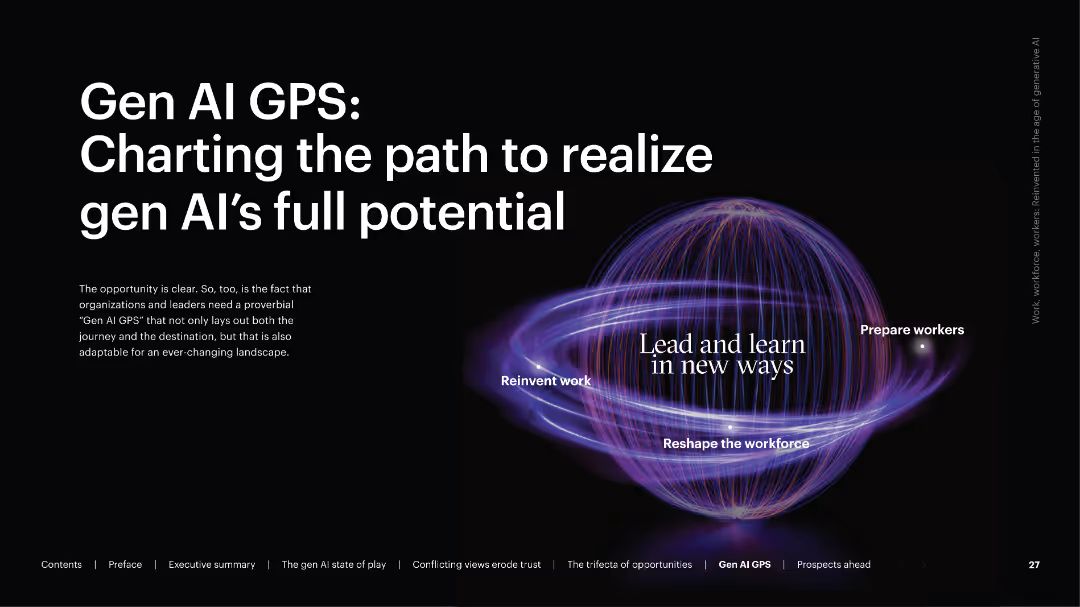 Gen AI GPS:
Charting the path to realize
gen AI’s full potential
The opportunity is clear. So, too, is the fact that
organizations and leaders need a proverbial
“Gen AI GPS” that not only lays out both the
journey and the destination, but that is also
adaptable for an ever-changing landscape.
Lead and learn
in new ways
Prepare workers
Reinvent work
Reshape the workforce
Work, workforce, workers: Reinvented in the age of generative AI
Contents | Preface | Executive summary | The gen AI state of play | Conflicting views erode trust | The trifecta of opportunities | Gen AI GPS | Prospects ahead
27